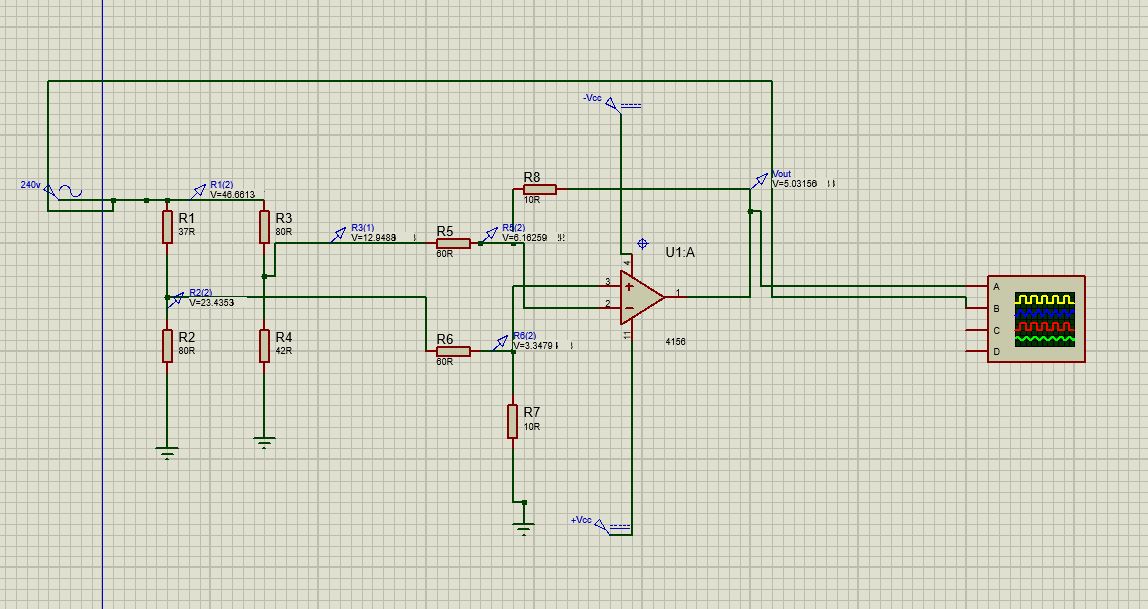 -Vcc
R8
10R
Vout
V=5.03156
240v
R1(2)
V=46.6613
R1
37R
R3
80R
R3(1)
V=12.9488
R5
60R
R5(2)
V=6.16259
U1:A
4
3
2
1
11
4156
R2(2)
V=23.4353
R2
80R
R4
42R
R6
60R
R6(2)
V=3.3479
R7
10R
+Vcc
A
B
C
D